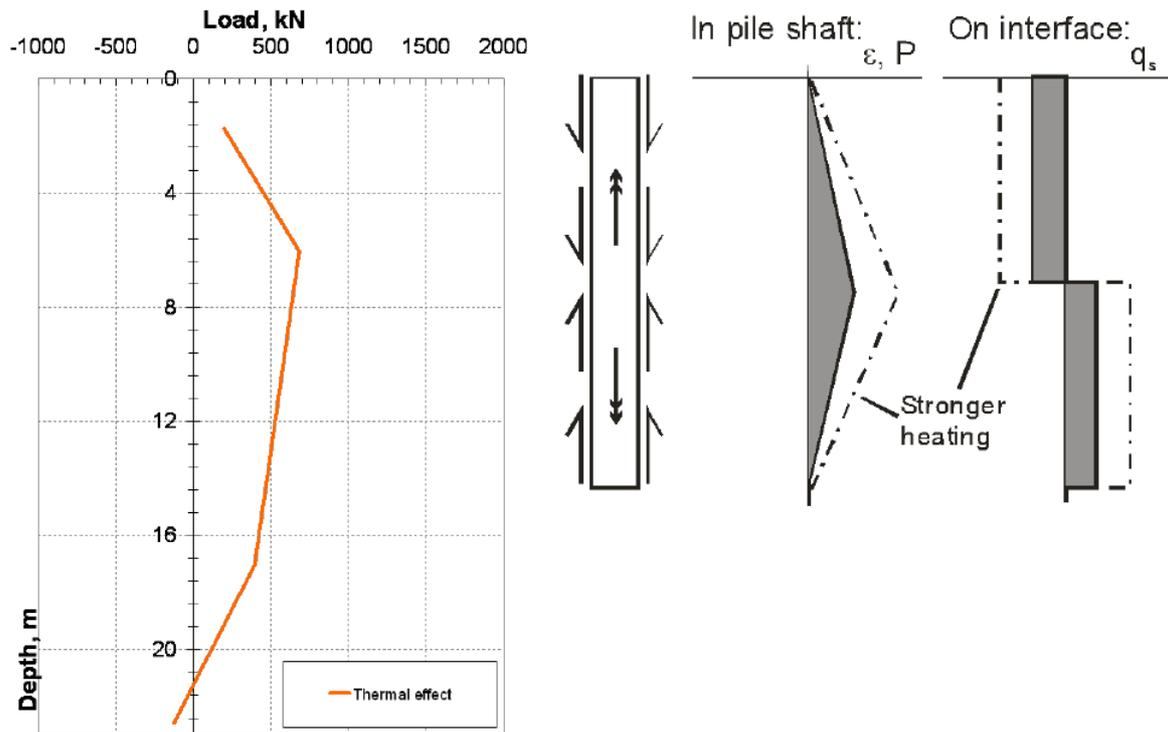 Load, kN
-1000 -500 0 500 1000 1500 2000
0
4
8
12
16
20
Depth, m
Thermal effect
In pile shaft:
ε, P
On interface:
qs
Stronger
heating